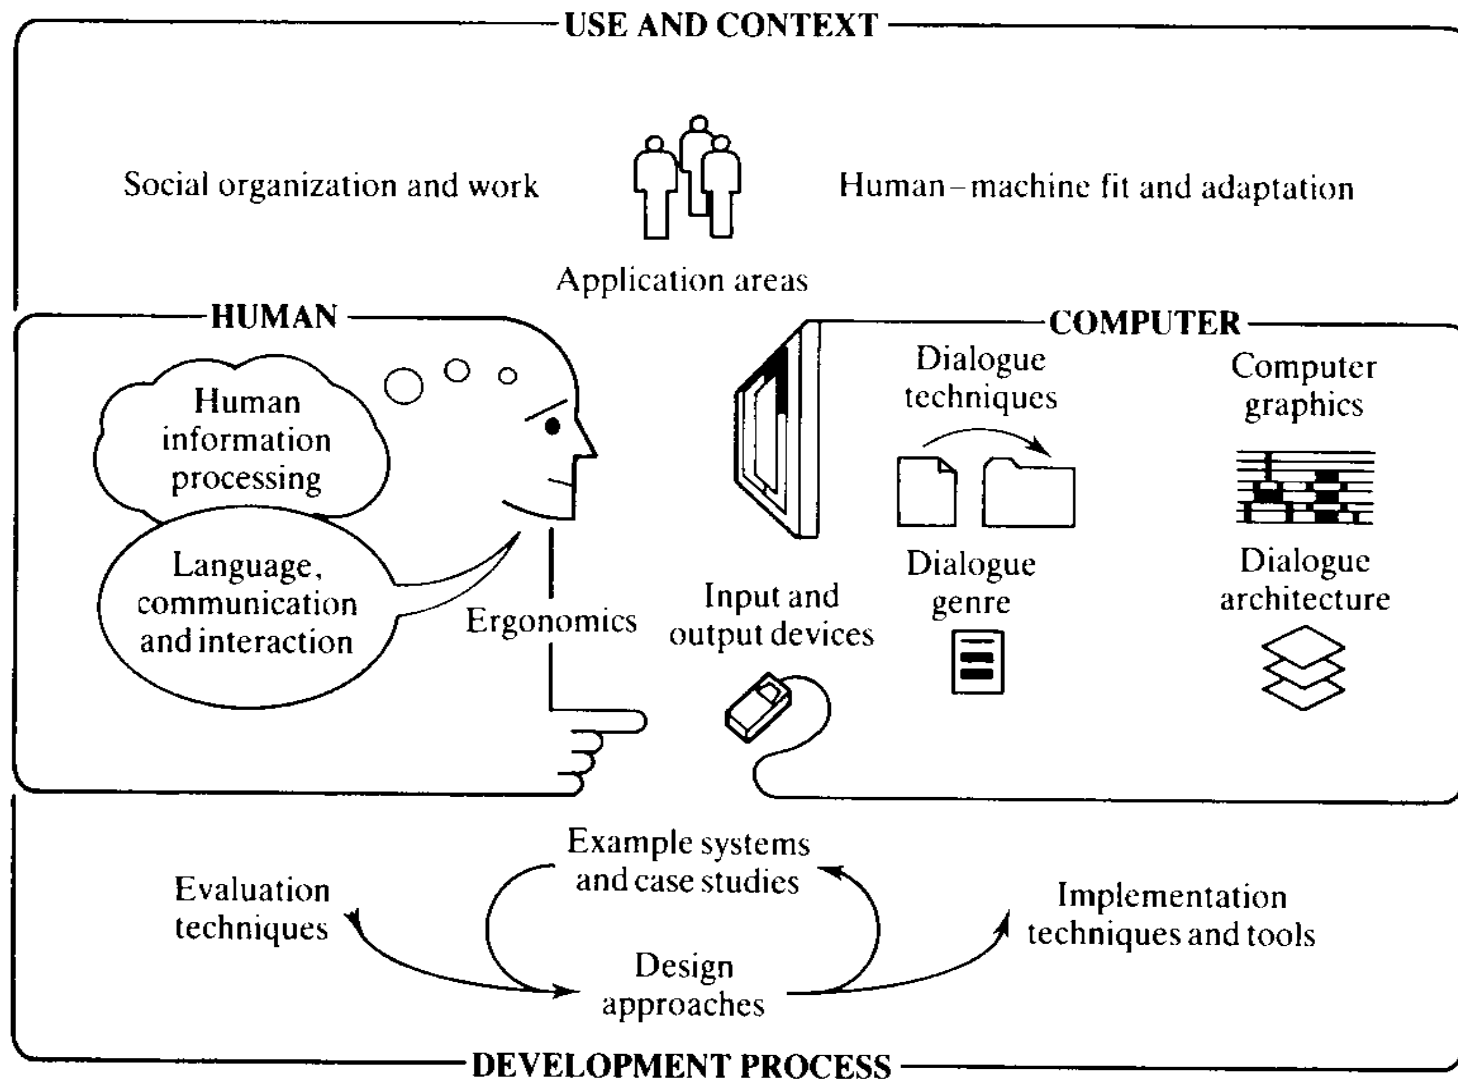 USE AND CONTEXT
Social organization and work
Human–machine fit and adaptation
Application areas
HUMAN
Human
information
processing
Language,
communication
and interaction
Ergonomics
COMPUTER
Input and
output devices
Dialogue
techniques
Computer
graphics
Dialogue
genre
Dialogue
architecture
Example systems
and case studies
Evaluation
techniques
Implementation
techniques and tools
Design
approaches
DEVELOPMENT PROCESS